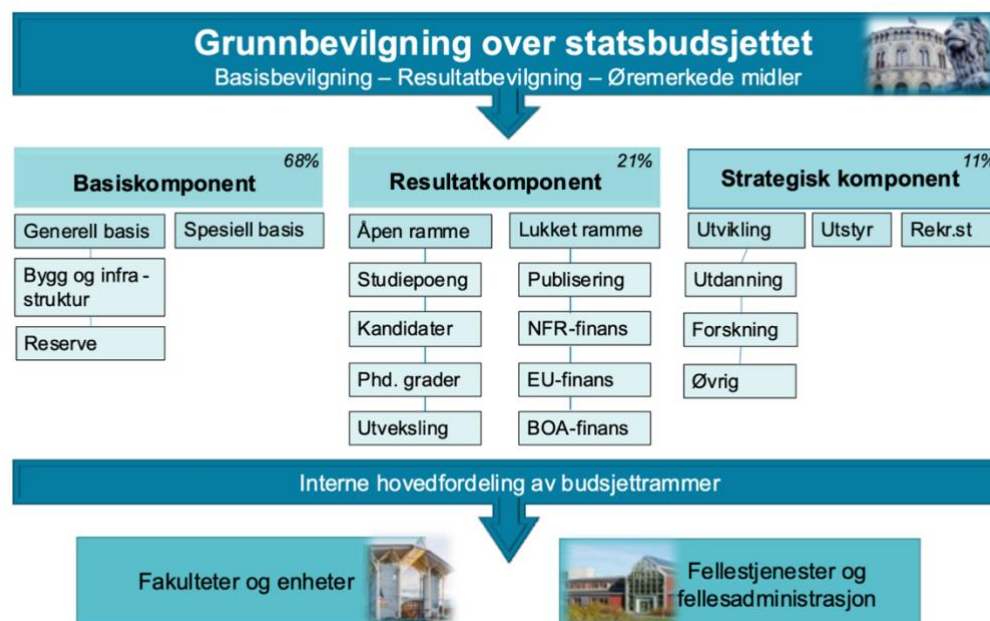 Grunnbevilgning over statsbudsjettet
Basisbevilgning – Resultatbevilgning – Øremerkede midler
68%
Basiskomponent
21%
Resultatkomponent
11%
Strategisk komponent
Generell basis
Spesiell basis
Bygg og infra -
struktur
Reserve
Åpen ramme
Lukket ramme
Studiepoeng
Publisering
Kandidater
NFR-finans
Phd. grader
EU-finans
Utveksling
BOA-finans
Utvikling
Utstyr
Rekr.st
Utdanning
Forskning
Øvrig
Interne hovedfordeling av budsjettrammer
Fakulteter og enheter
Fellestjenester og
fellesadministrasjon